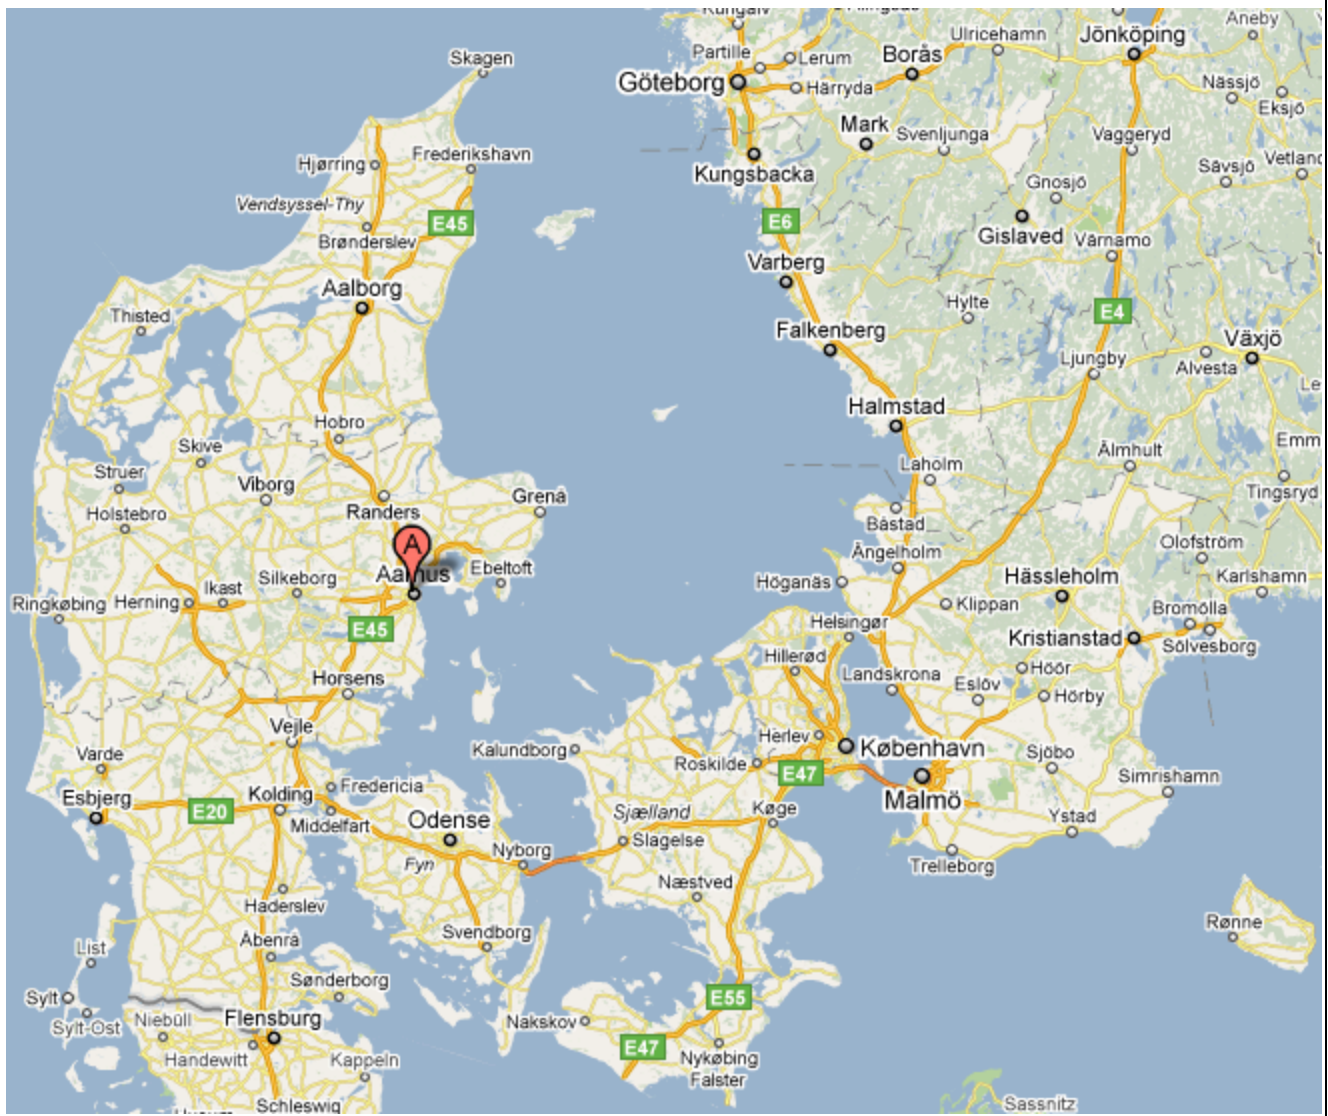 Kungälv
Aneby
Ulricehamn
Jönköping
Skagen
Partille
Lerum
Borås
Göteborg
Härryda
Nässjö
Eksjö
Mark
Svenljunga
Vaggeryd
Hjørring
Frederikshavn
Kungsbacka
Sävsjö
Vetland
Gnosjö
Vendsyssel-Thy
E45
E6
Gislaved
Värnamo
Brønderslev
Varberg
Aalborg
Hylte
Thisted
E4
Falkenberg
Växjö
Ljungby
Alvesta
Le
Halmstad
Hobro
Skive
Emm
Struer
Laholm
Älmhult
Viborg
Grenå
Tingsryd
Holstebro
Randers
Båstad
A
Aarhus
Ebeltoft
Ängelholm
Olofström
Ikast
Silkeborg
Höganäs
Hässleholm
Karlshamn
Ringkøbing
Herning
Klippan
Bromölla
E45
Helsingør
Kristianstad
Sölvesborg
Hillerød
Höör
Horsens
Landskrona
Eslöv
Hörby
Vejle
Herlev
København
Varde
Kalundborg
Roskilde
Sjöbo
E47
Simrishamn
Fredericia
Esbjerg
E20
Kolding
Malmö
Middelfart
Odense
Sjælland
Køge
Ystad
Slagelse
Nyborg
Fyn
Trelleborg
Næstved
Haderslev
Rønne
Svendborg
List
Åbenrå
Sønderborg
Sylt
E55
Sylt-Ost
Niebüll
Flensburg
Nakskov
E47
Handewitt
Kappeln
Nykøbing
Falster
Schleswig
Sassnitz